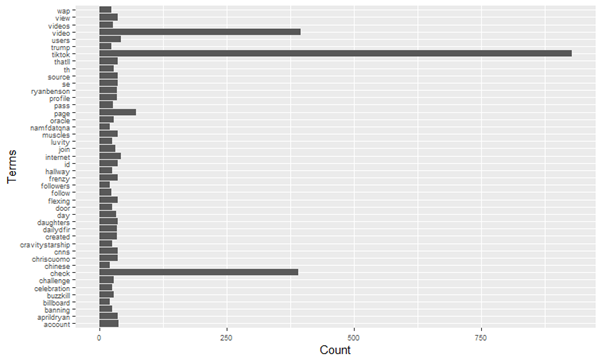 wap
view
videos
video
users
trump
tiktok
thatll
th
source
se
ryanbenson
profile
pass
page
oracle
namfdatqna
muscles
luvity
join
internet
id
hallway
frenzy
followers
follow
flexing
door
day
daughters
dailydfir
created
cravitystarship
cnns
chriscuomo
chinese
check
challenge
celebration
buzzkill
billboard
banning
aprildryan
account
Terms
0 250 500 750
Count